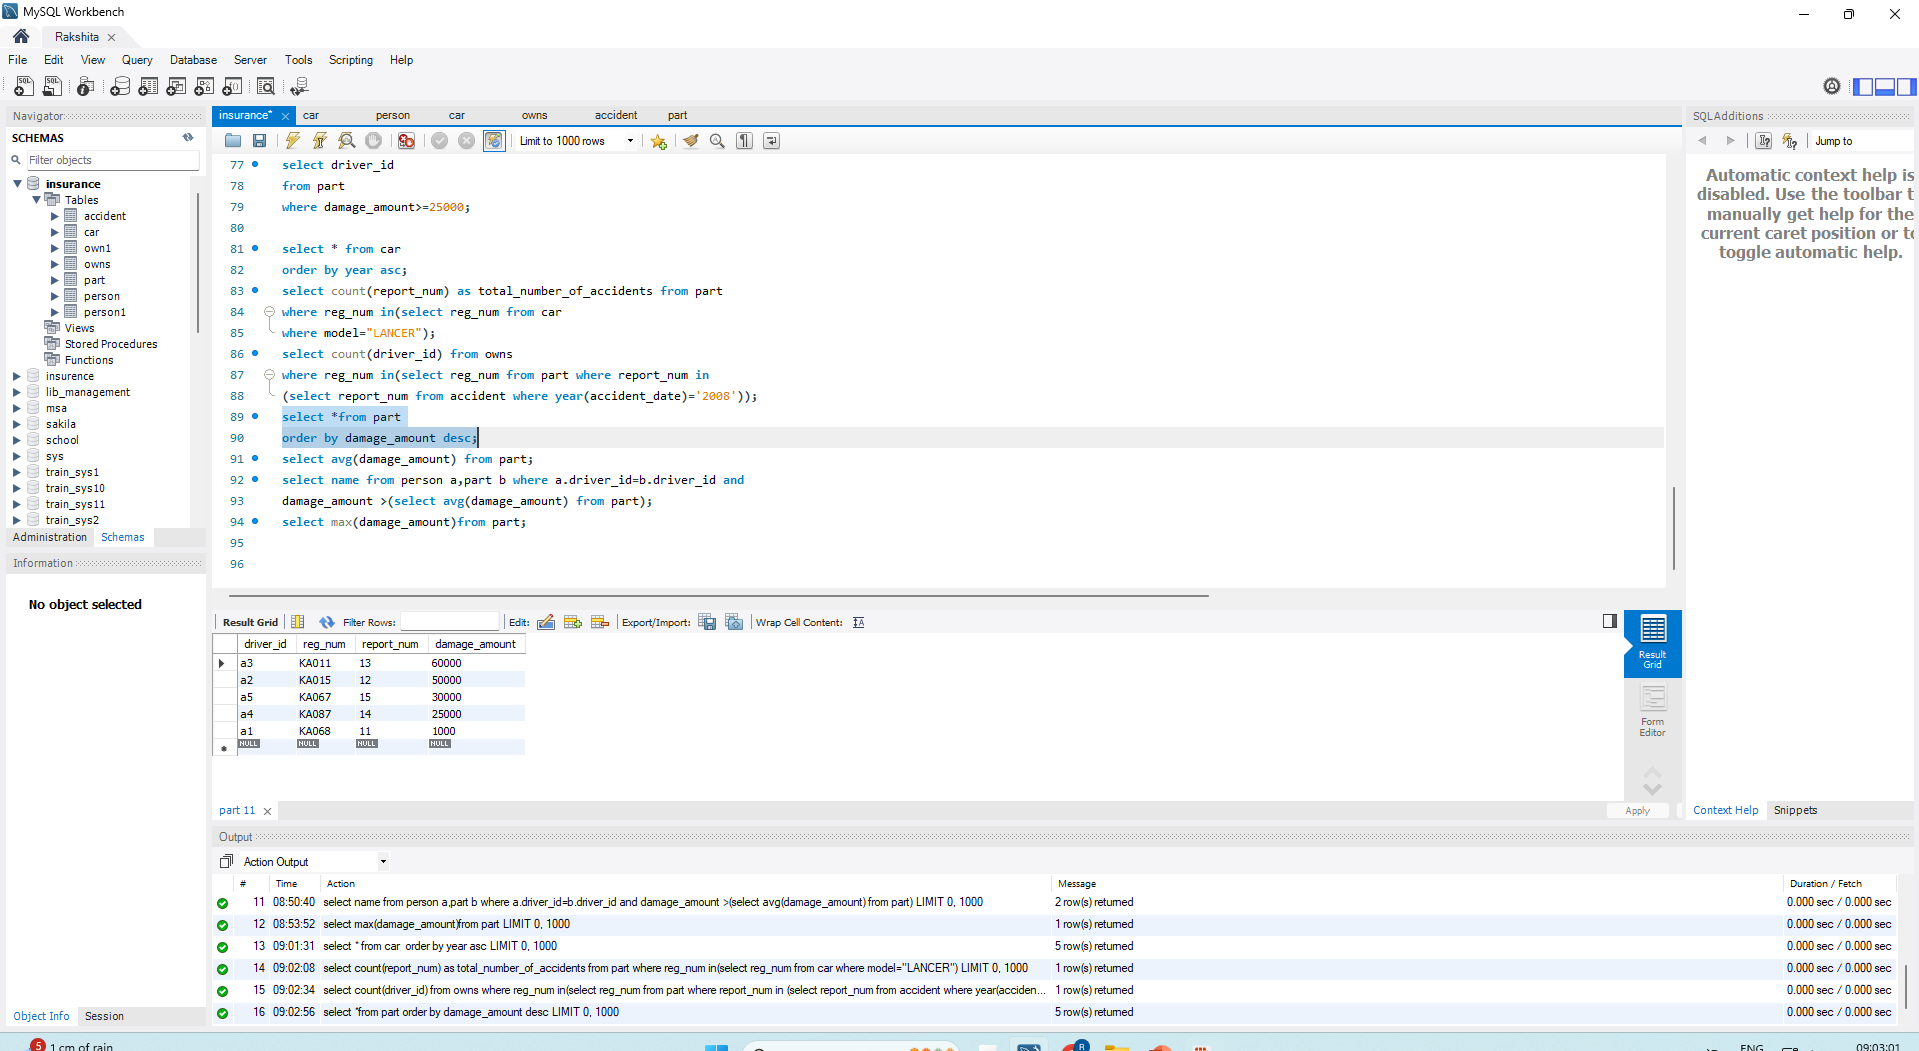 MySQL Workbench
Rakshita
File Edit View Query Database Server Tools Scripting Help
Navigator
SCHEMAS
Filter objects
insurance
Tables
accident
car
own1
owns
part
person
person1
Views
Stored Procedures
Functions
insurence
lib_management
msa
sakila
school
sys
train_sys1
train_sys10
train_sys11
train_sys2
Administration Schemas
Information
No object selected
Object Info Session
insurance* car person car owns accident part
Limit to 1000 rows
77 select driver_id
78 from part
79 where damage_amount>=25000;
80
81 select * from car
82 order by year asc;
83 select count(report_num) as total_number_of_accidents from part
84 where reg_num in(select reg_num from car
85 where model="LANCER");
86 select count(driver_id) from owns
87 where reg_num in(select reg_num from part where report_num in
88 (select report_num from accident where year(accident_date)='2008'));
89 select *from part
90 order by damage_amount desc;
91 select avg(damage_amount) from part;
92 select name from person a,part b where a.driver_id=b.driver_id and
93 damage_amount >(select avg(damage_amount) from part);
94 select max(damage_amount)from part;
95
96
Result Grid Filter Rows: Edit: Export/Import: Wrap Cell Content:
driver_id reg_num report_num damage_amount
a3 KA011 13 60000
a2 KA015 12 50000
a5 KA067 15 30000
a4 KA087 14 25000
a1 KA068 11 1000
NULL NULL NULL NULL
Result
Grid
Form
Editor
part 11
Apply
SQLAdditions
Jump to
Automatic context help is
disabled. Use the toolbar t
manually get help for the
current caret position or to
toggle automatic help.
Context Help Snippets
Output
Action Output
# Time Action Message Duration / Fetch
11 08:50:40 select name from person a,part b where a.driver_id=b.driver_id and damage_amount >(select avg(damage_amount) from part) LIMIT 0, 1000 2 row(s) returned 0.000 sec / 0.000 sec
12 08:53:52 select max(damage_amount)from part LIMIT 0, 1000 1 row(s) returned 0.000 sec / 0.000 sec
13 09:01:31 select * from car order by year asc LIMIT 0, 1000 5 row(s) returned 0.000 sec / 0.000 sec
14 09:02:08 select count(report_num) as total_number_of_accidents from part where reg_num in(select reg_num from car where model="LANCER") LIMIT 0, 1000 1 row(s) returned 0.000 sec / 0.000 sec
15 09:02:34 select count(driver_id) from owns where reg_num in(select reg_num from part where report_num in (select report_num from accident where year(acciden... 1 row(s) returned 0.000 sec / 0.000 sec
16 09:02:56 select *from part order by damage_amount desc LIMIT 0, 1000 5 row(s) returned 0.000 sec / 0.000 sec
5 1 cm of rain
ENG
09:03:01